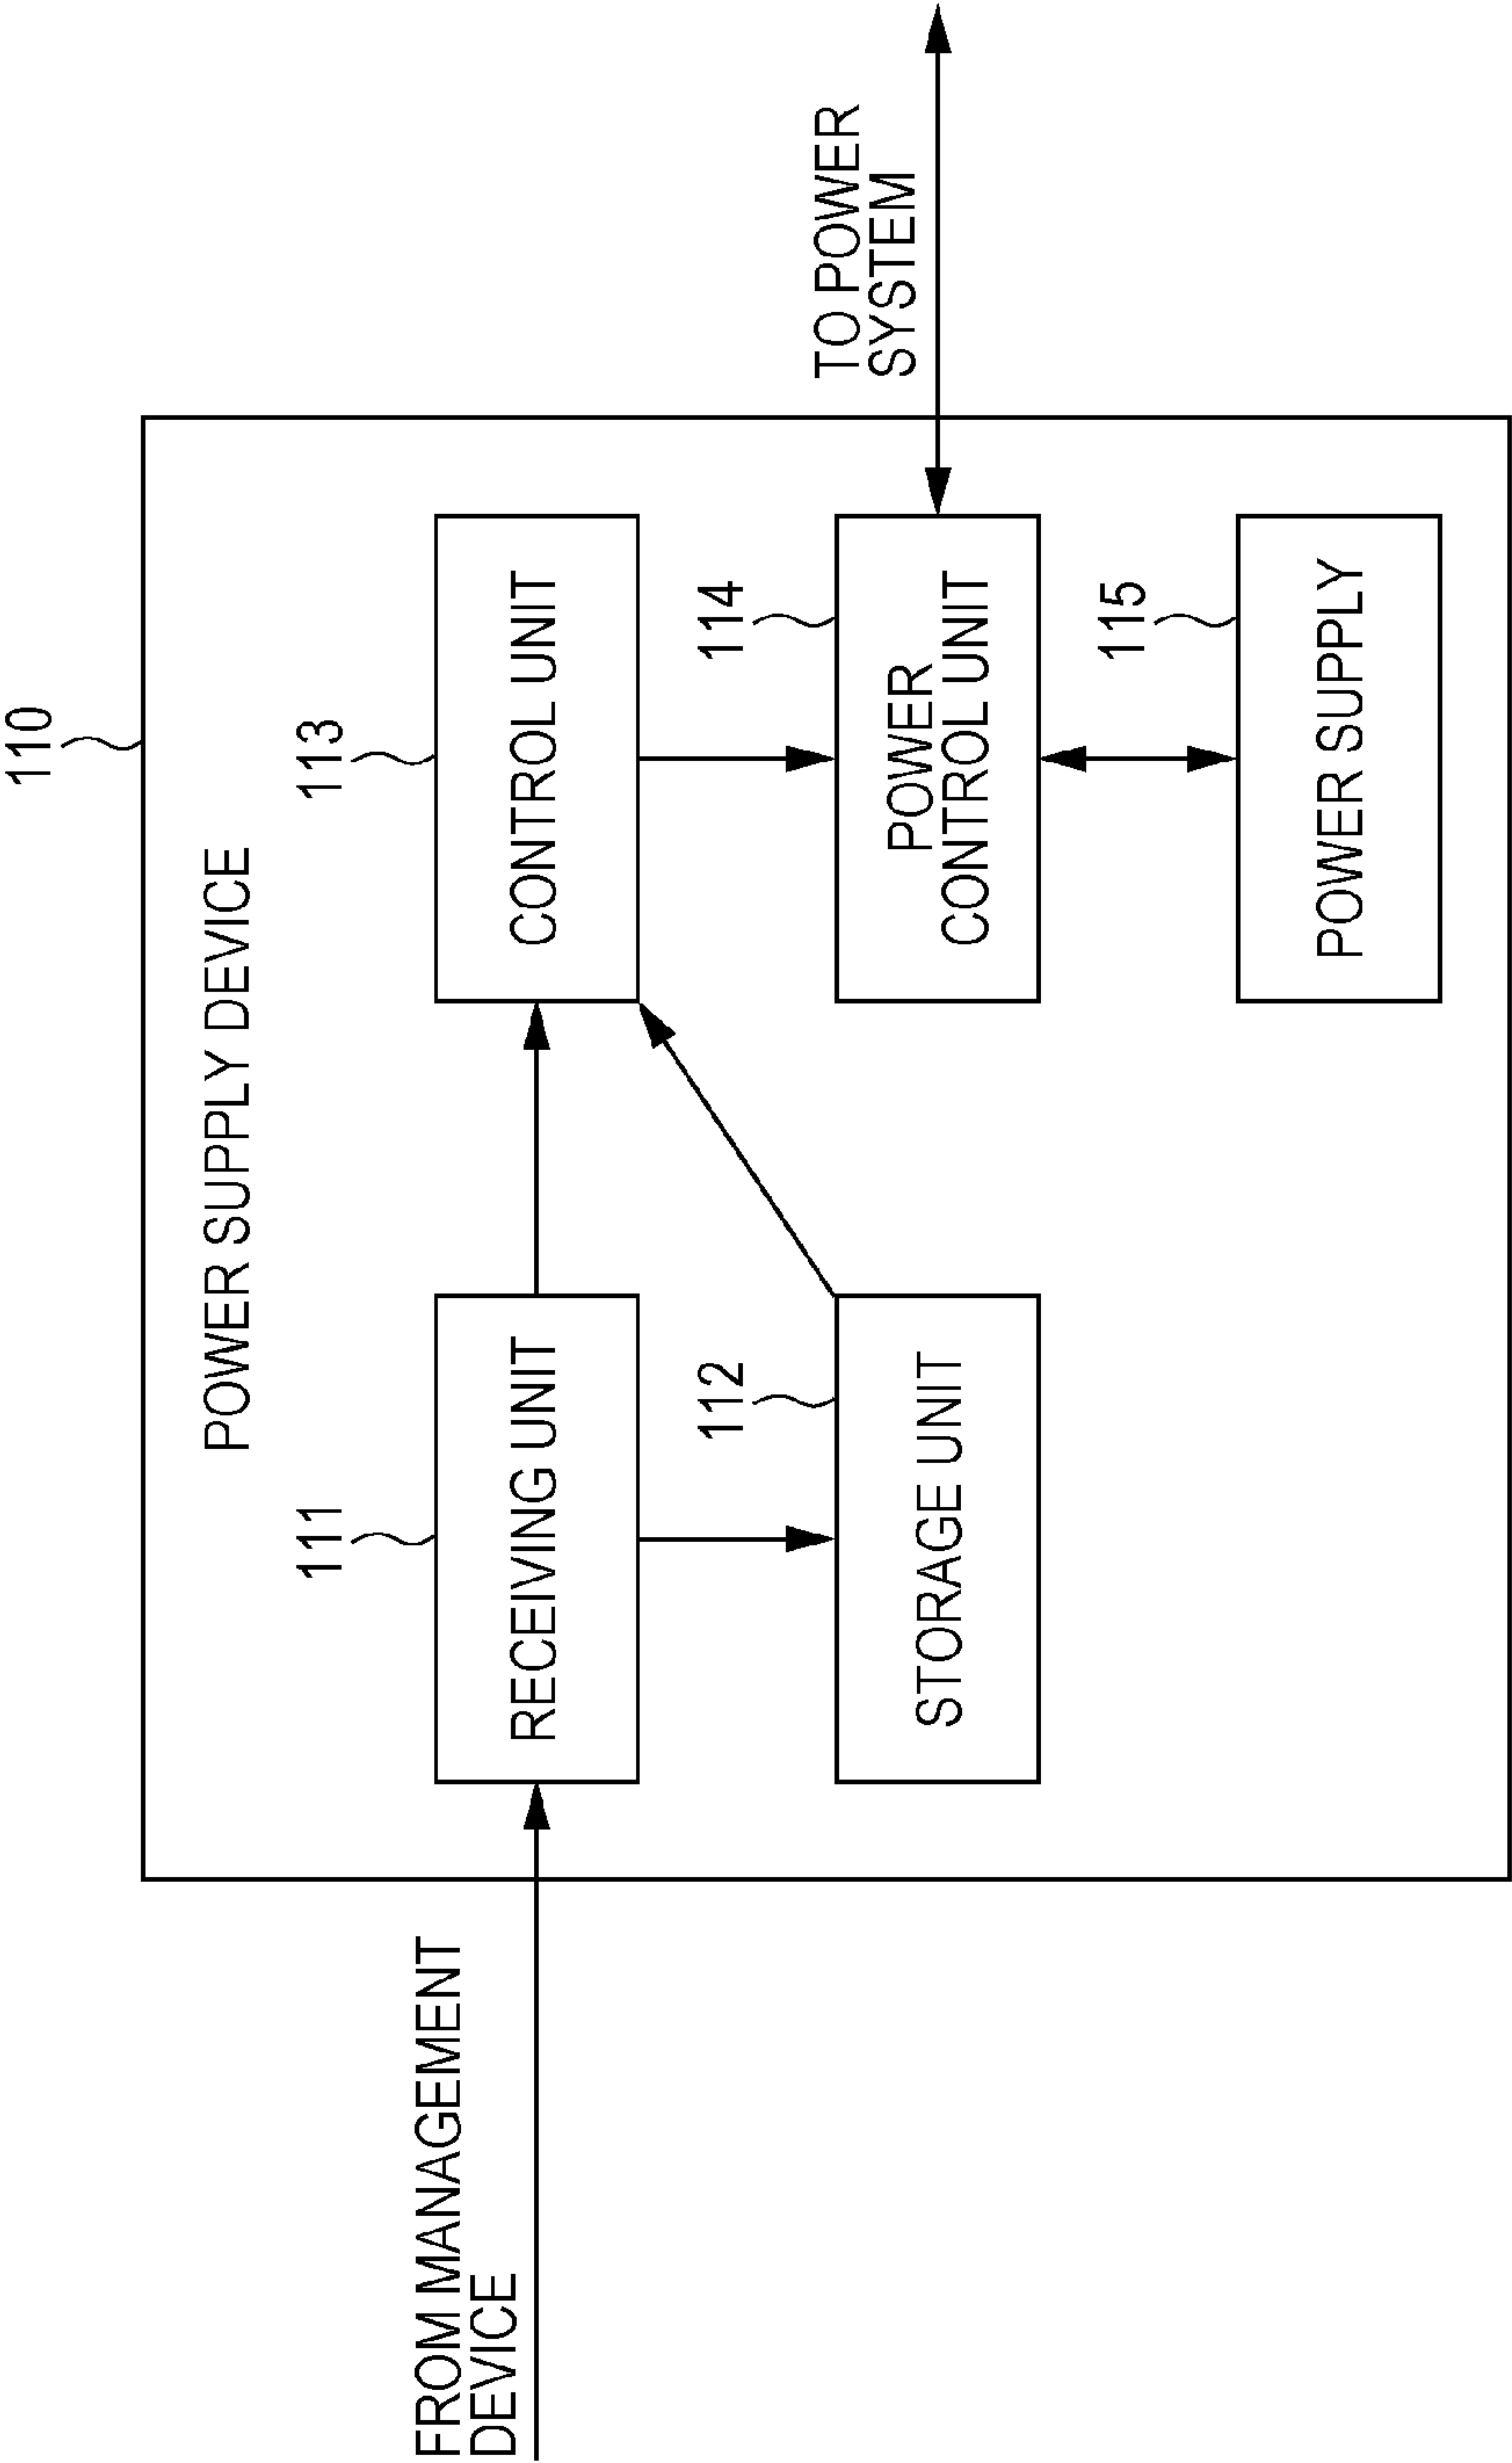 110
POWER SUPPLY DEVICE
FROM MANAGEMENT
DEVICE
111
RECEIVING UNIT
113
CONTROL UNIT
112
STORAGE UNIT
114
POWER
CONTROL UNIT
TO POWER
SYSTEM
115
POWER SUPPLY